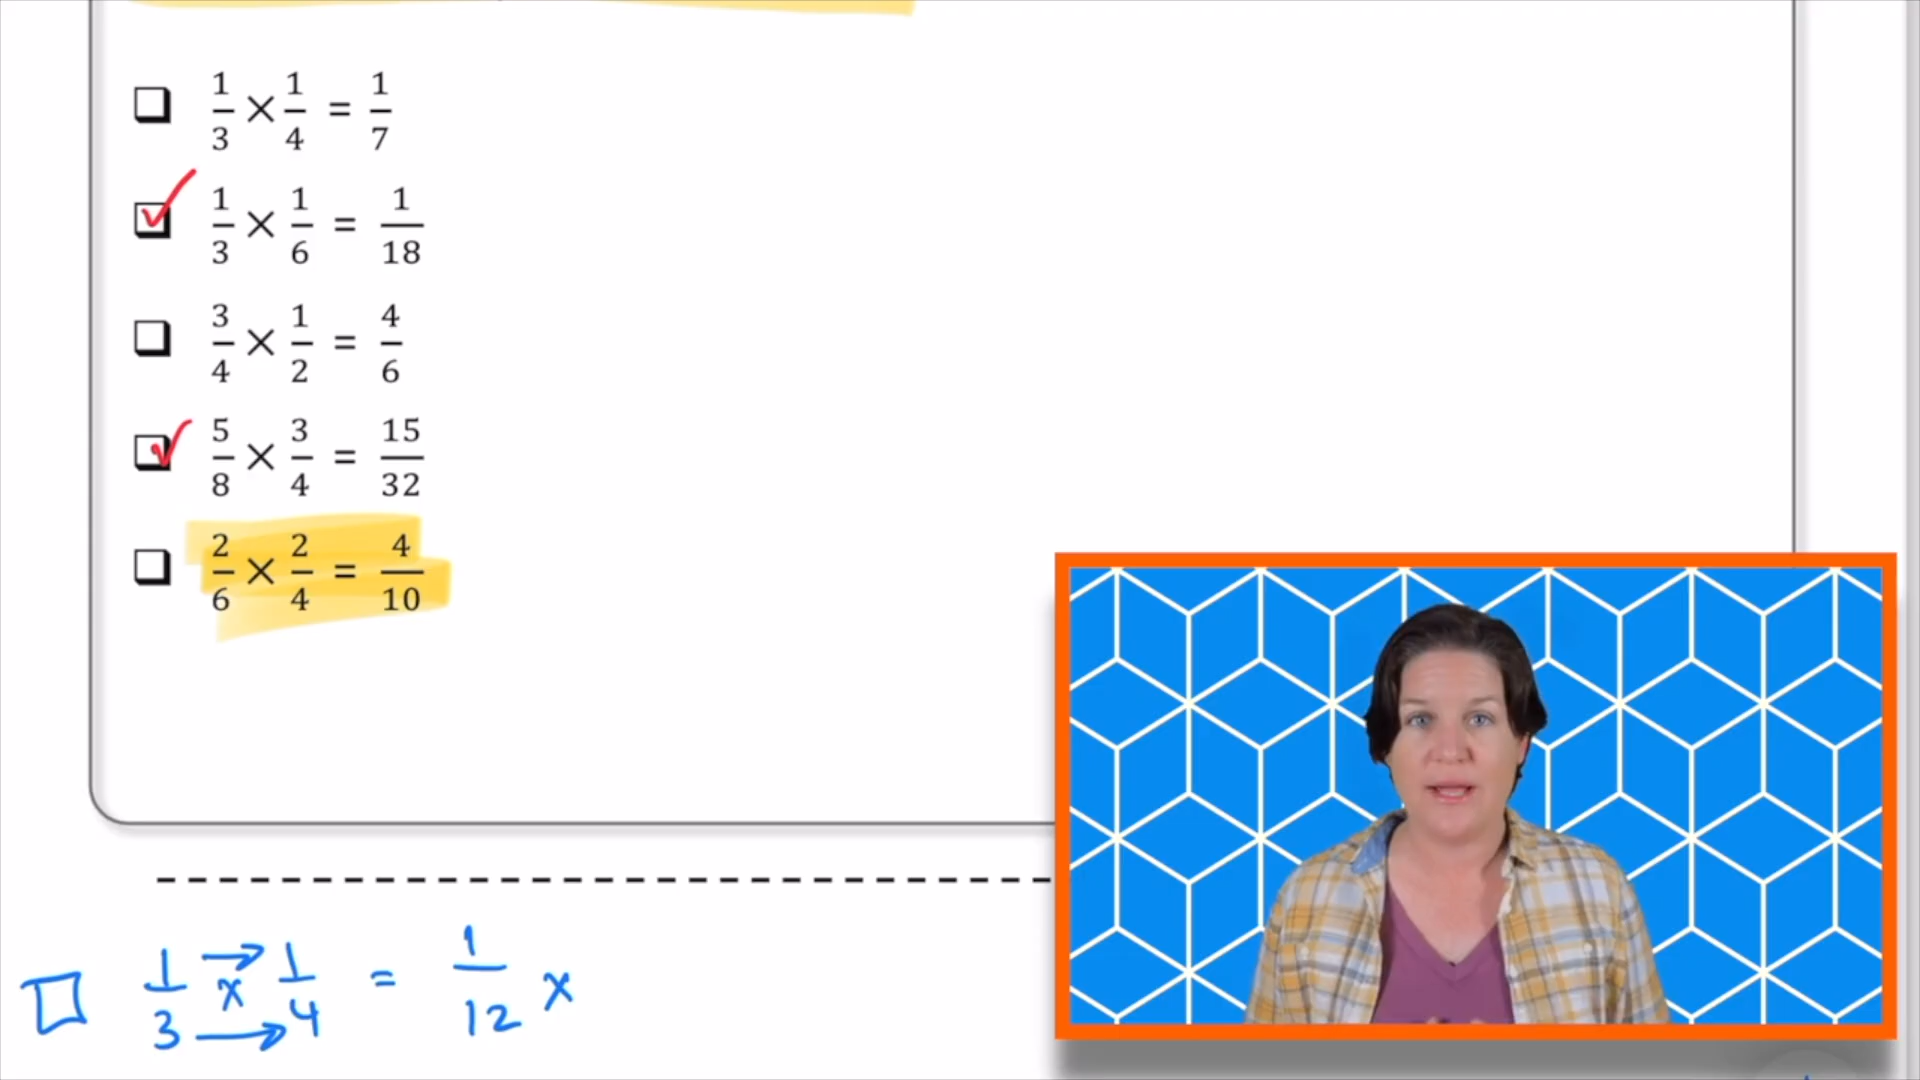 ❏ 1/3 × 1/4 = 1/7
❏ 1/3 × 1/6 = 1/18
❏ 3/4 × 1/2 = 4/6
❏ 5/8 × 3/4 = 15/32
❏ 2/6 × 2/4 = 4/10
1/3 x 1/4 = 1/12 x